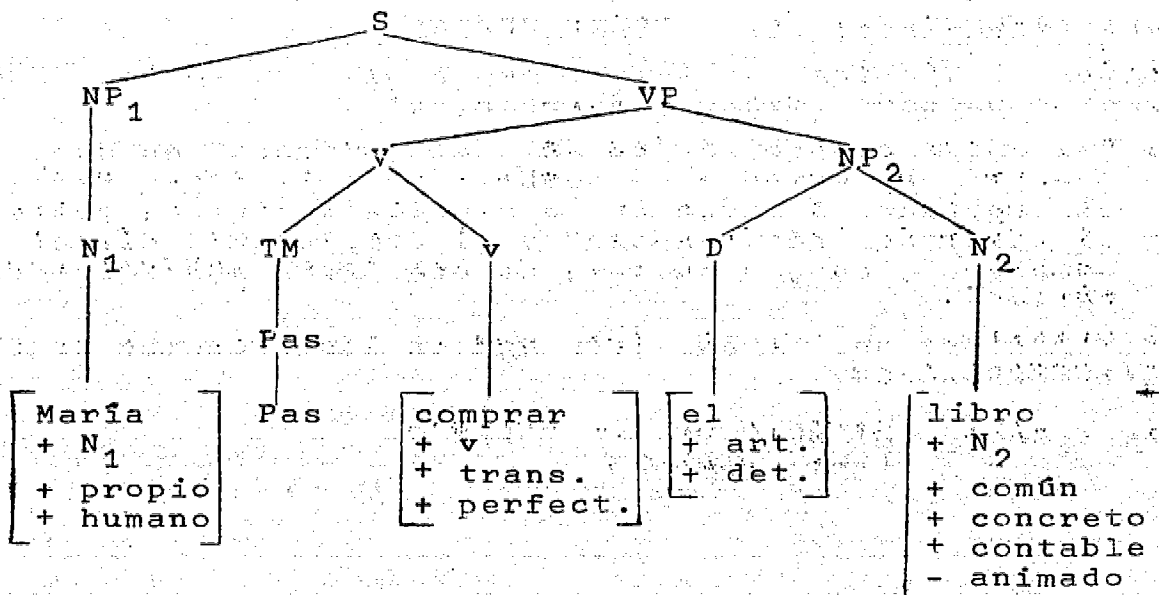 S
NP1 VP
V NP2
N1 TM v D N2
Pas
María Pas comprar el libro
+ N1 + v + art. + N2
+ propio + trans. + det. + común
+ humano + perfect. + concreto
+ contable
- animado